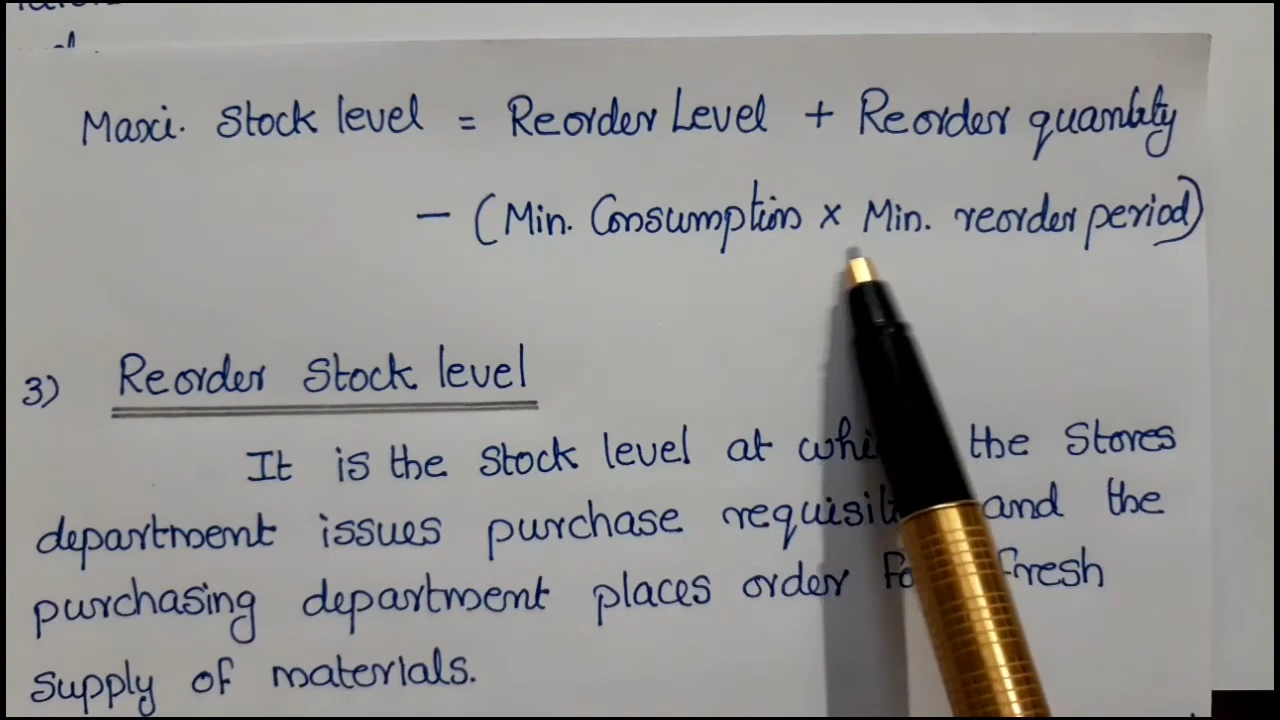 Maxi. Stock level = Reorder Level + Reorder quantity
– (Min. Consumption × Min. reorder period)
3) Reorder Stock level
It is the stock level at the Stores
department issues purchase and the
purchasing department places order fresh
supply of materials.